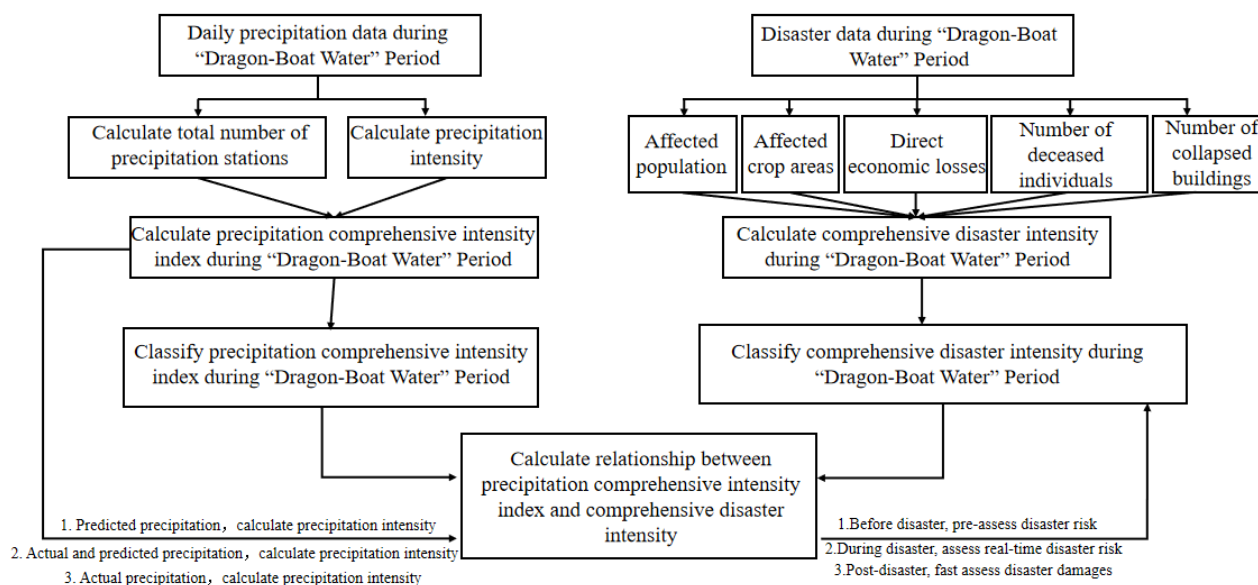 Daily precipitation data during
“Dragon-Boat Water” Period
Disaster data during “Dragon-Boat
Water” Period
Calculate total number of
precipitation stations
Calculate precipitation
intensity
Affected
population
Affected
crop areas
Direct
economic losses
Number of
deceased
individuals
Number of
collapsed
buildings
Calculate precipitation comprehensive intensity
index during “Dragon-Boat Water” Period
Calculate comprehensive disaster intensity
during “Dragon-Boat Water” Period
Classify precipitation comprehensive intensity
index during “Dragon-Boat Water” Period
Classify comprehensive disaster intensity during
“Dragon-Boat Water” Period
Calculate relationship between
precipitation comprehensive intensity
index and comprehensive disaster
intensity
1. Predicted precipitation，calculate precipitation intensity
2. Actual and predicted precipitation，calculate precipitation intensity
3. Actual precipitation，calculate precipitation intensity
1.Before disaster, pre-assess disaster risk
2.During disaster, assess real-time disaster risk
3.Post-disaster, fast assess disaster damages